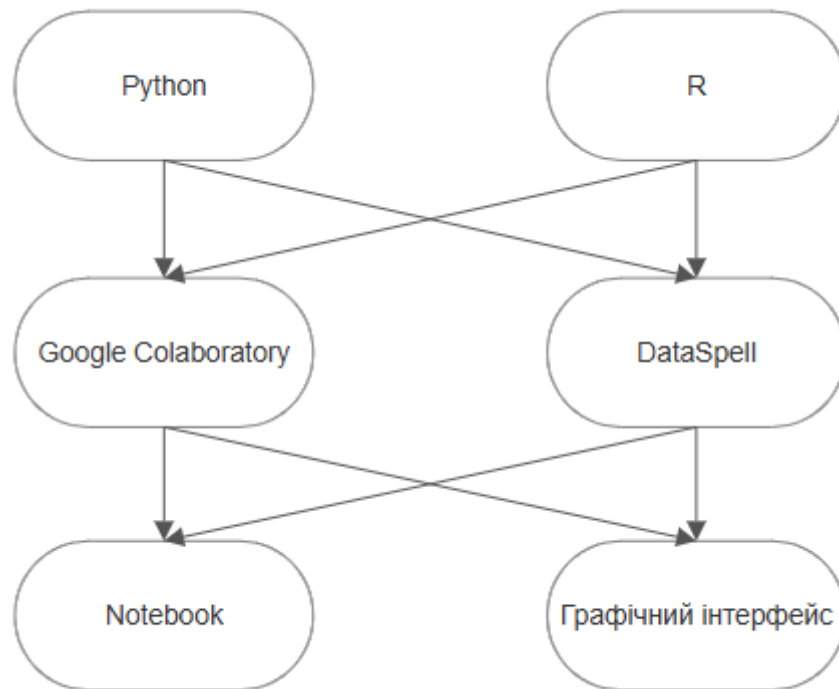 Python
R
Google Colaboratory
DataSpell
Notebook
Графічний інтерфейс